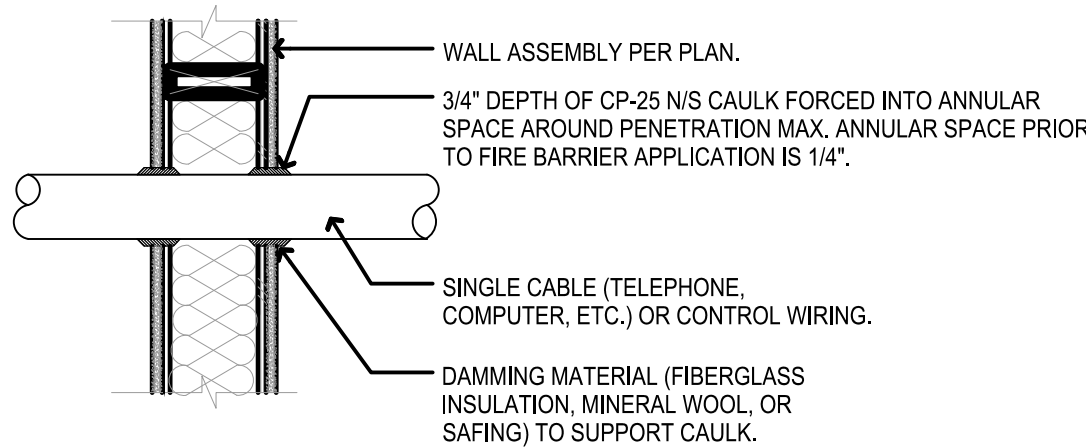 WALL ASSEMBLY PER PLAN.
3/4" DEPTH OF CP-25 N/S CAULK FORCED INTO ANNULAR
SPACE AROUND PENETRATION MAX. ANNULAR SPACE PRIOR
TO FIRE BARRIER APPLICATION IS 1/4".
SINGLE CABLE (TELEPHONE,
COMPUTER, ETC.) OR CONTROL WIRING.
DAMMING MATERIAL (FIBERGLASS
INSULATION, MINERAL WOOL, OR
SAFING) TO SUPPORT CAULK.